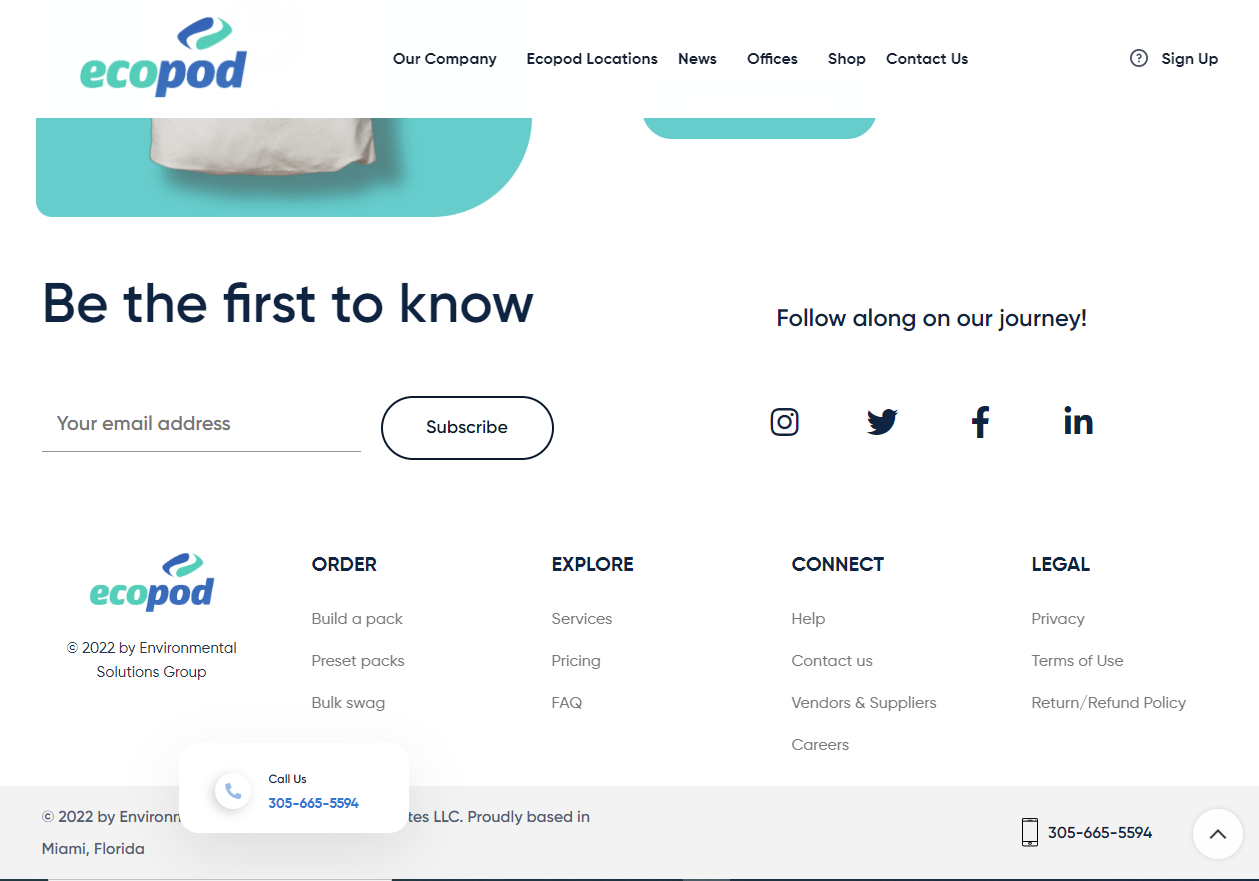 ecopod
Our Company Ecopod Locations News Offices Shop Contact Us Sign Up
Be the first to know
Follow along on our journey!
Your email address
Subscribe
ecopod
© 2022 by Environmental
Solutions Group
ORDER
Build a pack
Preset packs
Bulk swag
EXPLORE
Services
Pricing
FAQ
CONNECT
Help
Contact us
Vendors & Suppliers
Careers
LEGAL
Privacy
Terms of Use
Return/Refund Policy
Call Us
305-665-5594
© 2022 by LLC. Proudly based in
Miami, Florida
305-665-5594